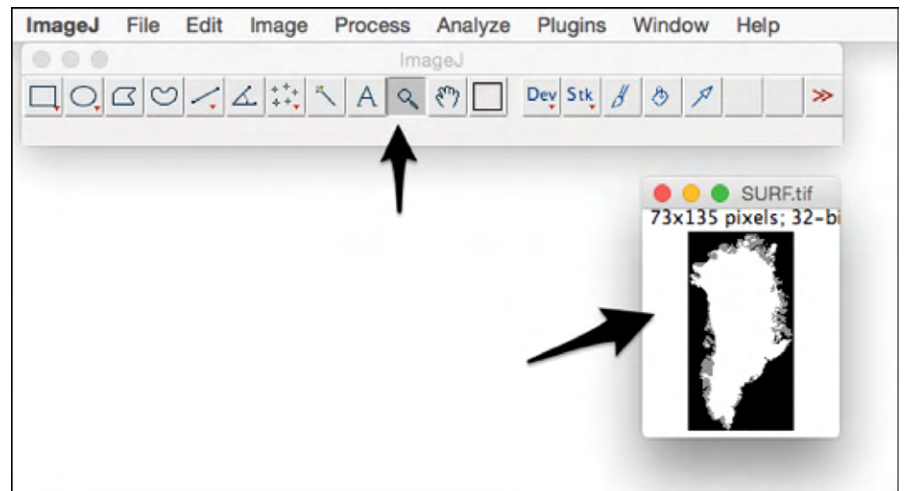 ImageJ File Edit Image Process Analyze Plugins Window Help
ImageJ
A Dev Stk >>
SURF.tif
73x135 pixels; 32-bi